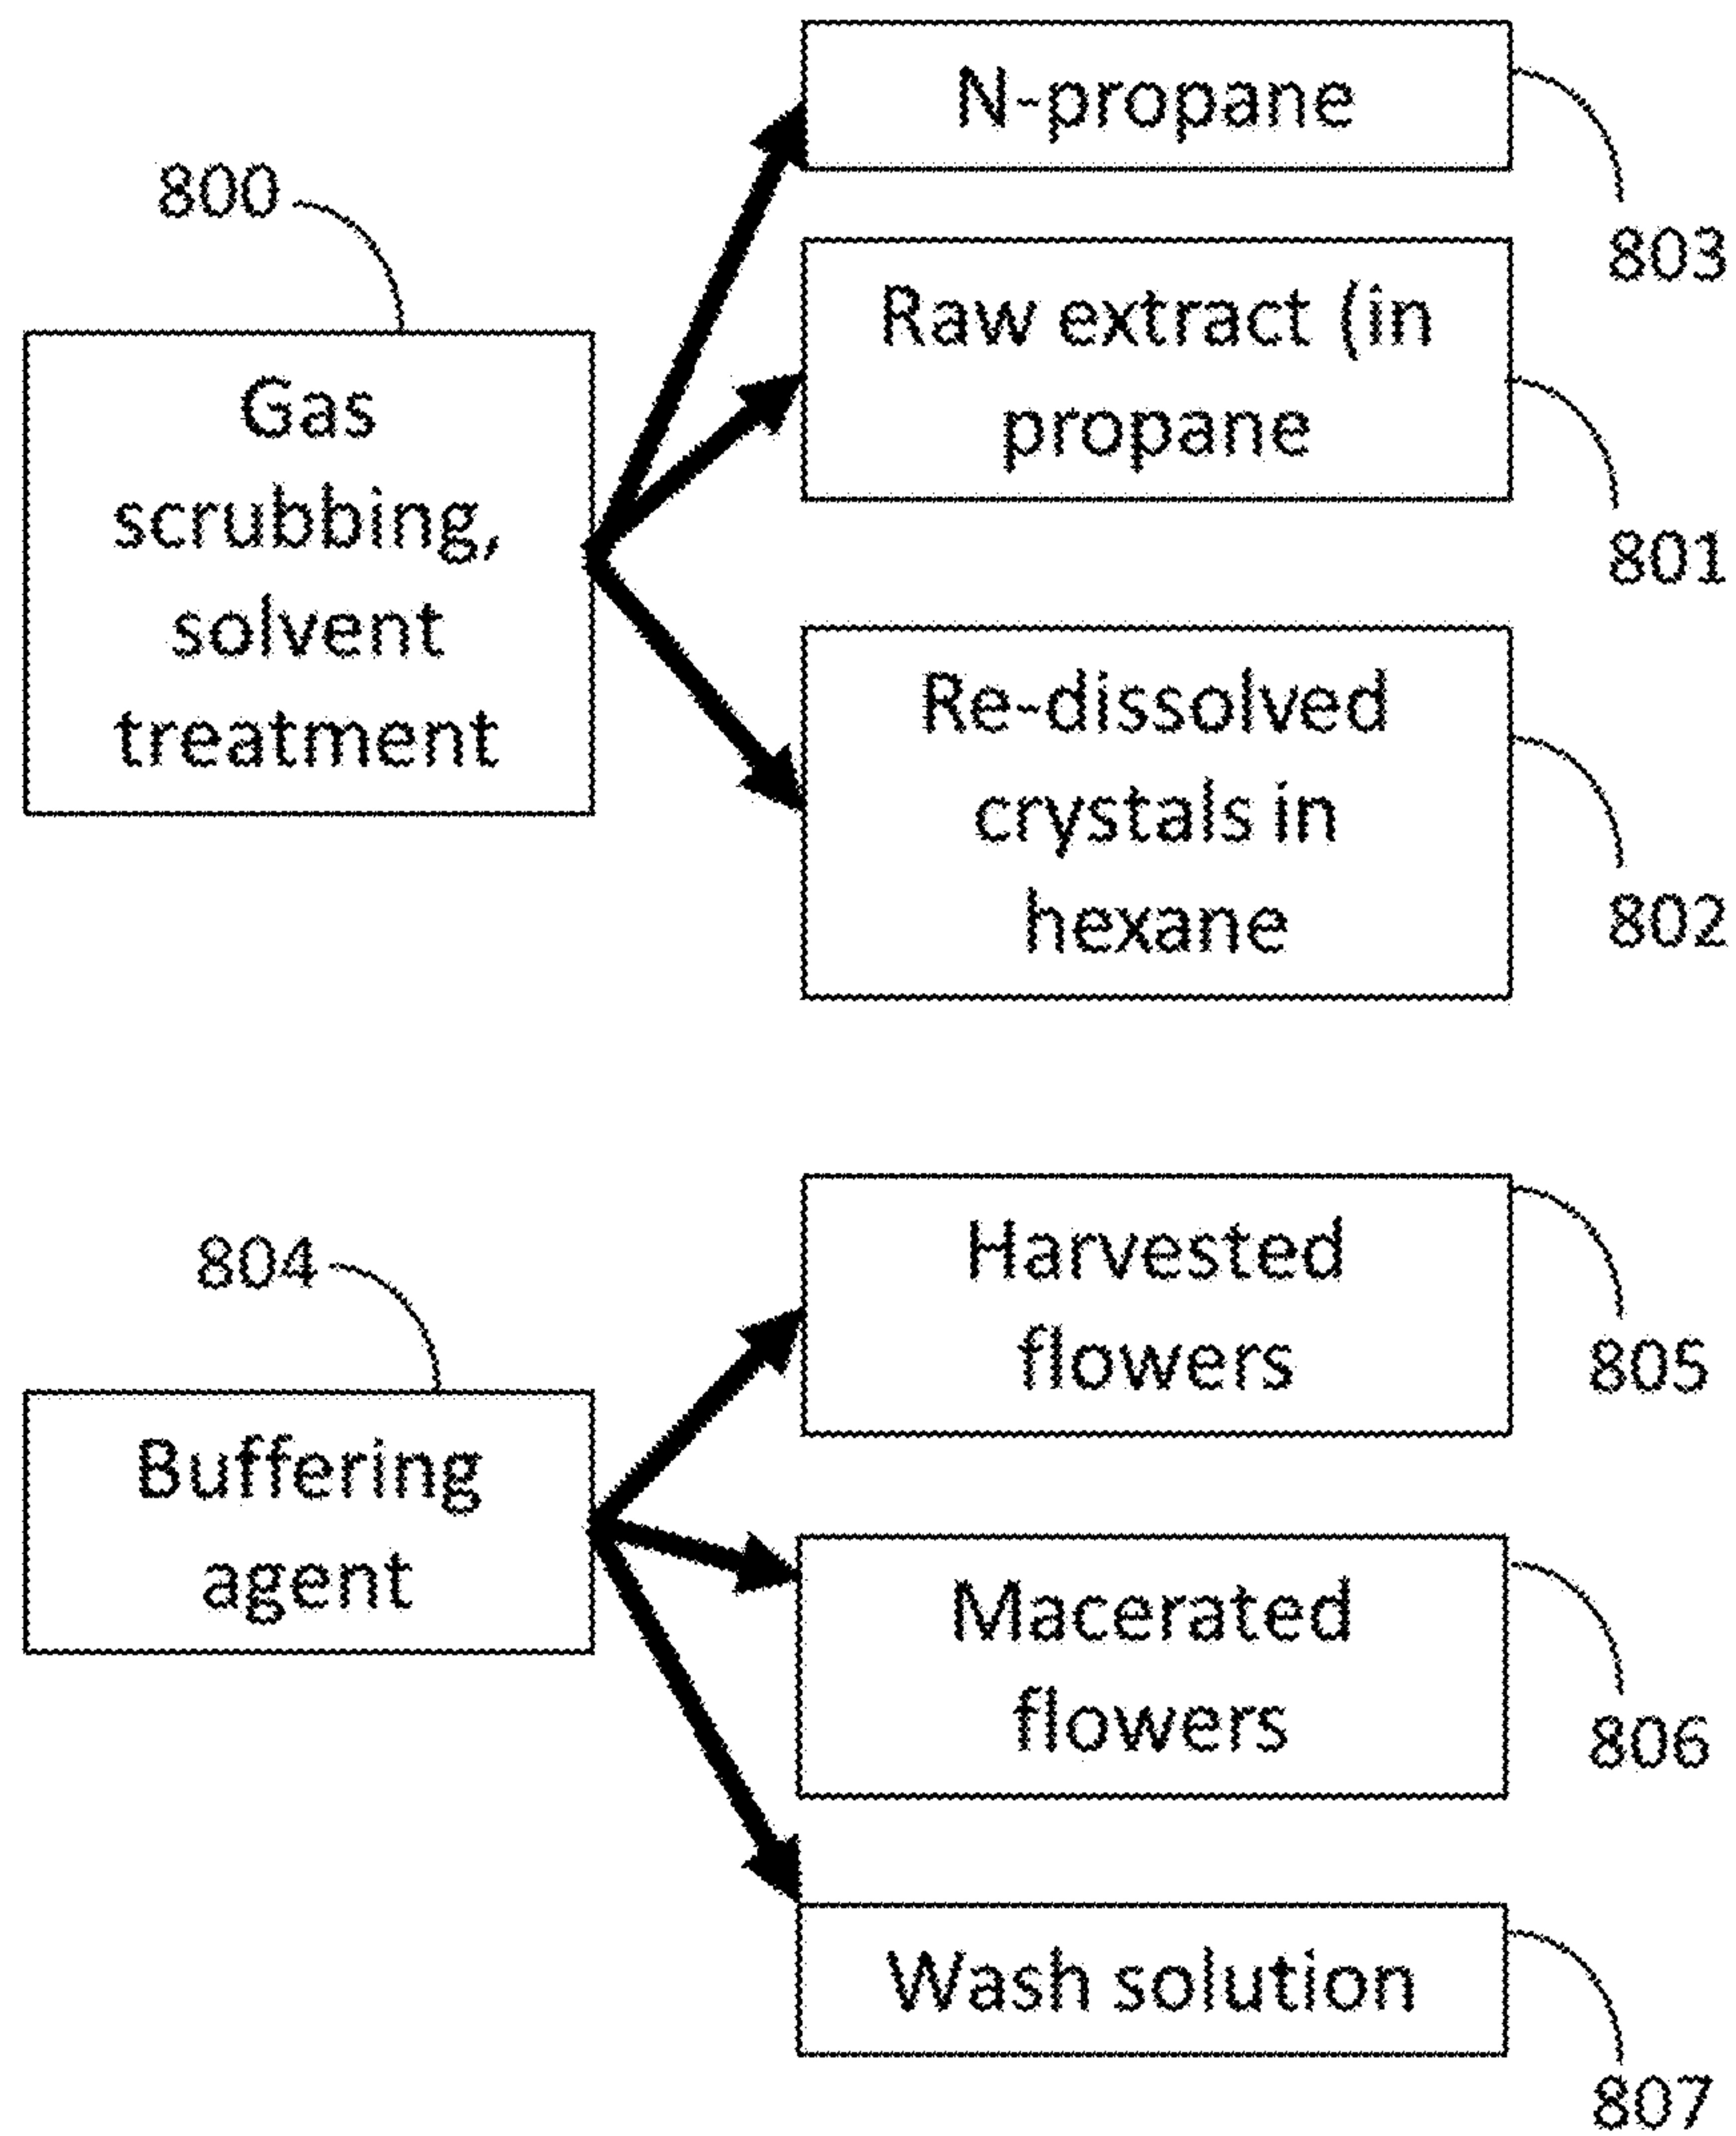 N-propane
803
800
Raw extract (in
propane
801
Gas
scrubbing,
solvent
treatment
Re-dissolved
crystals in
hexane
802
Harvested
flowers
805
804
Buffering
agent
Macerated
flowers
806
Wash solution
807